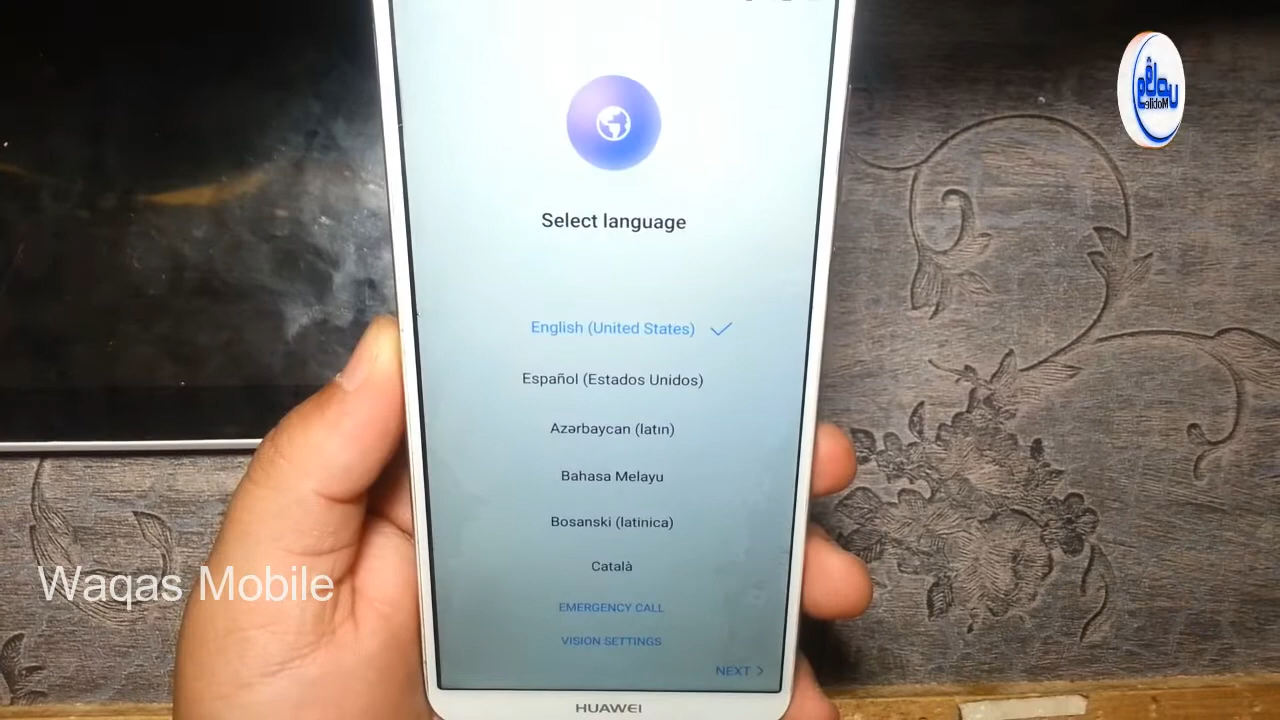 Select language
English (United States)
Español (Estados Unidos)
Azərbaycan (latın)
Bahasa Melayu
Bosanski (latinica)
Català
EMERGENCY CALL
VISION SETTINGS
NEXT >
HUAWEI
Waqas Mobile
Mobile